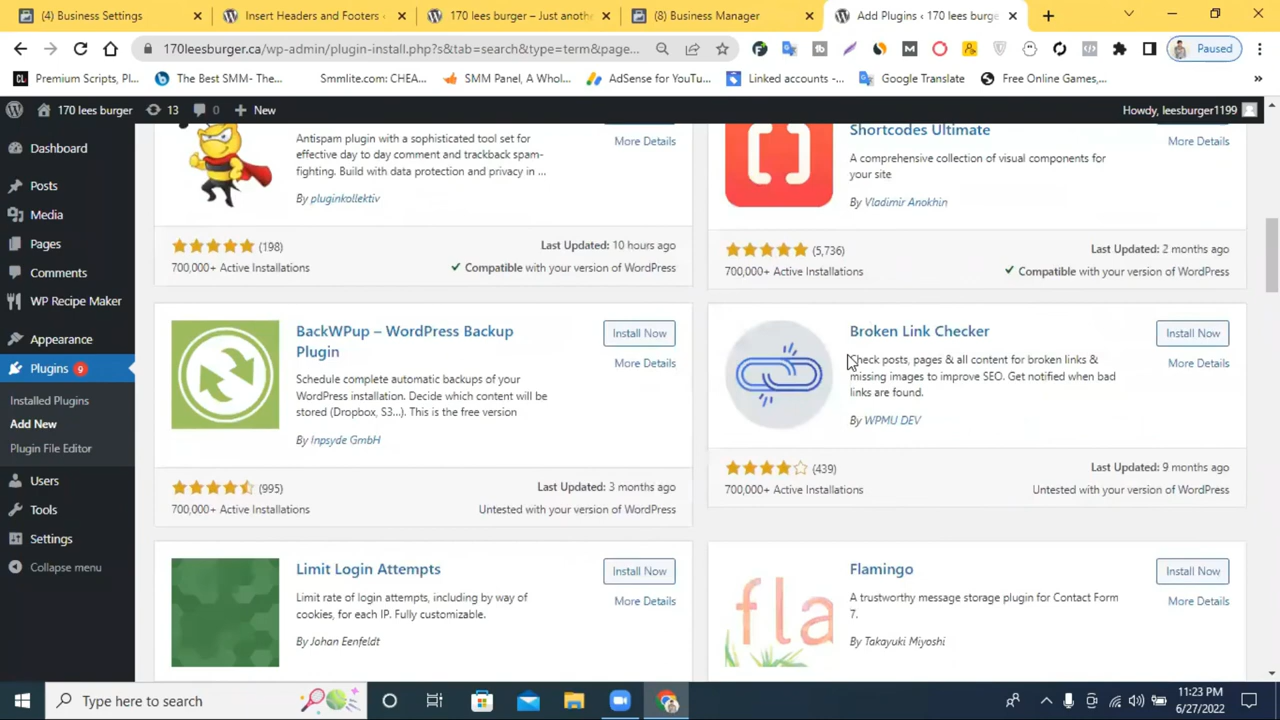 (4) Business Settings
Insert Headers and Footers ‹
170 lees burger – Just anoth
(8) Business Manager
Add Plugins ‹ 170 lees burge
170leesburger.ca/wp-admin/plugin-install.php?s&tab=search&type=term&page...
Paused
CL Premium Scripts, Pl...
The Best SMM- The...
Smmlite.com: CHEA...
SMM Panel, A Whol...
AdSense for YouTu...
Linked accounts -...
Google Translate
Free Online Games,...
»
170 lees burger
13
0
New
Howdy, leesburger1199
Dashboard
Posts
Media
Pages
Comments
WP Recipe Maker
Appearance
Plugins 9
Installed Plugins
Add New
Plugin File Editor
Users
Tools
Settings
Collapse menu
Antispam plugin with a sophisticated tool set for
effective day to day comment and trackback spam-
fighting. Build with data protection and privacy in ...
By pluginkollektiv
More Details
(198)
700,000+ Active Installations
Last Updated: 10 hours ago
Compatible with your version of WordPress
Shortcodes Ultimate
A comprehensive collection of visual components for
your site
By Vladimir Anokhin
More Details
(5,736)
700,000+ Active Installations
Last Updated: 2 months ago
Compatible with your version of WordPress
BackWPup – WordPress Backup
Plugin
Schedule complete automatic backups of your
WordPress installation. Decide which content will be
stored (Dropbox, S3...). This is the free version
By Inpsyde GmbH
Install Now
More Details
(995)
700,000+ Active Installations
Last Updated: 3 months ago
Untested with your version of WordPress
Broken Link Checker
Check posts, pages & all content for broken links &
missing images to improve SEO. Get notified when bad
links are found.
By WPMU DEV
Install Now
More Details
(439)
700,000+ Active Installations
Last Updated: 9 months ago
Untested with your version of WordPress
Limit Login Attempts
Limit rate of login attempts, including by way of
cookies, for each IP. Fully customizable.
By Johan Eenfeldt
Install Now
More Details
fla
Flamingo
A trustworthy message storage plugin for Contact Form
7.
By Takayuki Miyoshi
Install Now
More Details
Type here to search
11:23 PM
6/27/2022